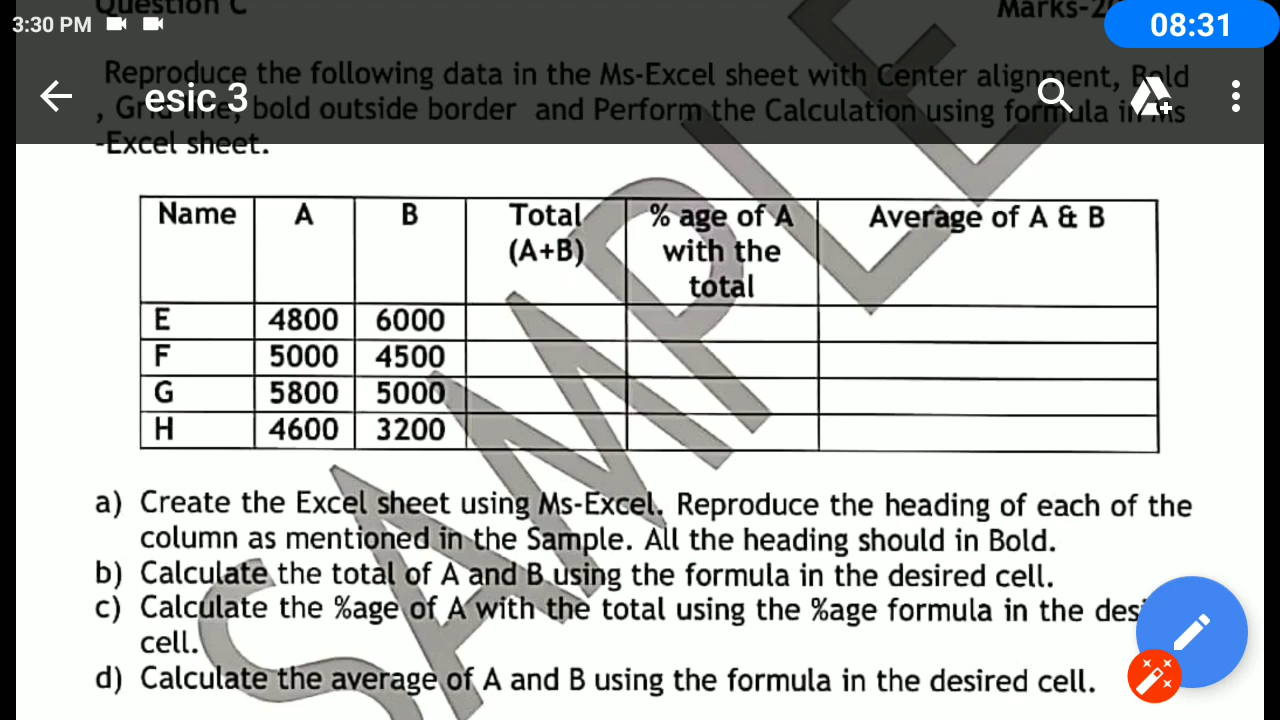 Question C
Marks-2
3:30 PM
08:31
Reproduce the following data in the Ms-Excel sheet with Center alignment, Bold
esic 3
, Grid line, bold outside border and Perform the Calculation using formula in Ms
-Excel sheet.
Name A B Total (A+B) % age of A with the total Average of A & B
E 4800 6000
F 5000 4500
G 5800 5000
H 4600 3200
a) Create the Excel sheet using Ms-Excel. Reproduce the heading of each of the
column as mentioned in the Sample. All the heading should in Bold.
b) Calculate the total of A and B using the formula in the desired cell.
c) Calculate the %age of A with the total using the %age formula in the des
cell.
d) Calculate the average of A and B using the formula in the desired cell.
SAMPLE